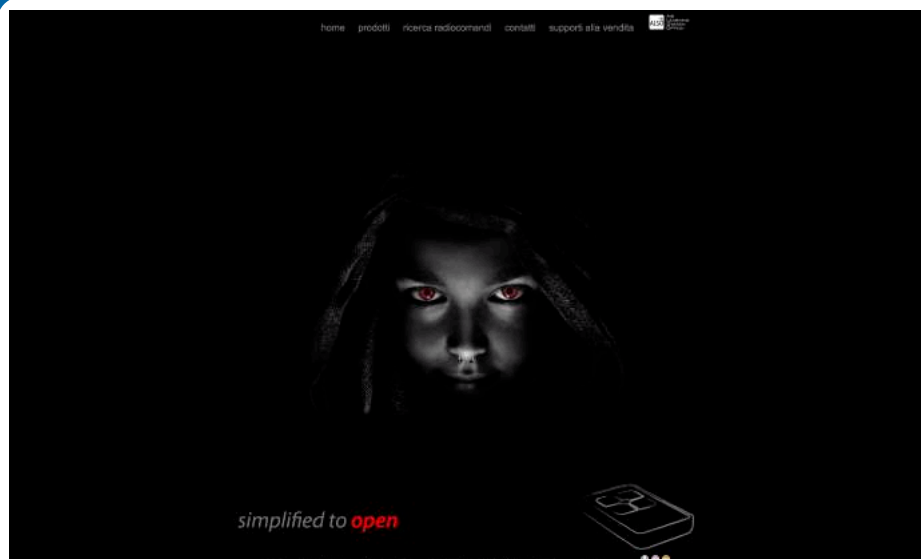 home prodotti ricerca radiocomandi contatti supporti alla vendita
simplified to open